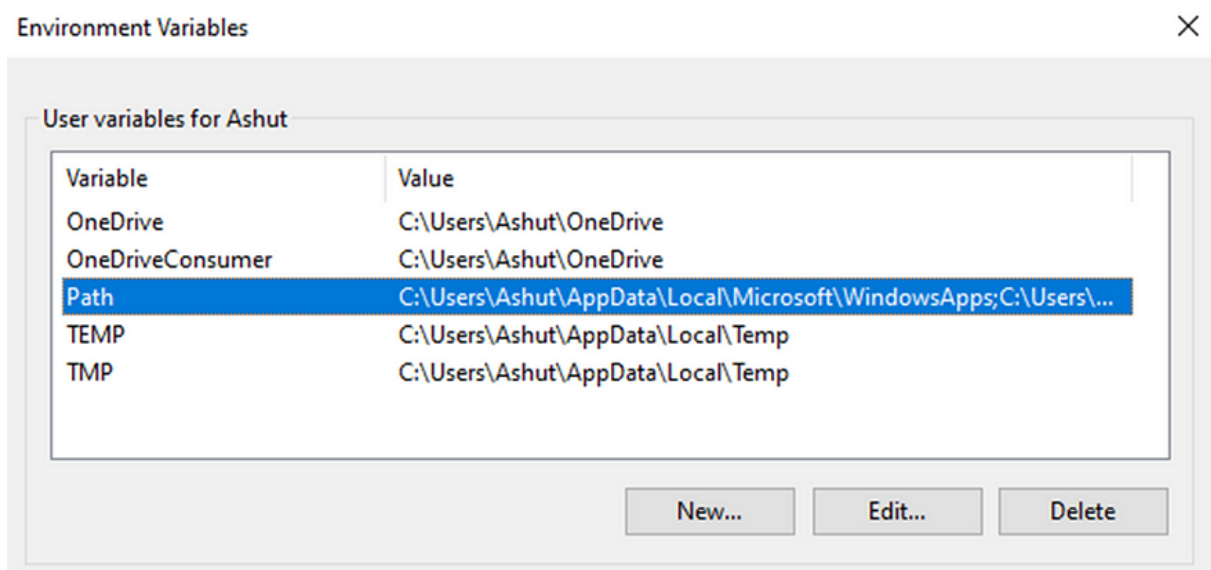 Environment Variables
User variables for Ashut
Variable Value
OneDrive C:\Users\Ashut\OneDrive
OneDriveConsumer C:\Users\Ashut\OneDrive
Path C:\Users\Ashut\AppData\Local\Microsoft\WindowsApps;C:\Users\...
TEMP C:\Users\Ashut\AppData\Local\Temp
TMP C:\Users\Ashut\AppData\Local\Temp
New... Edit... Delete